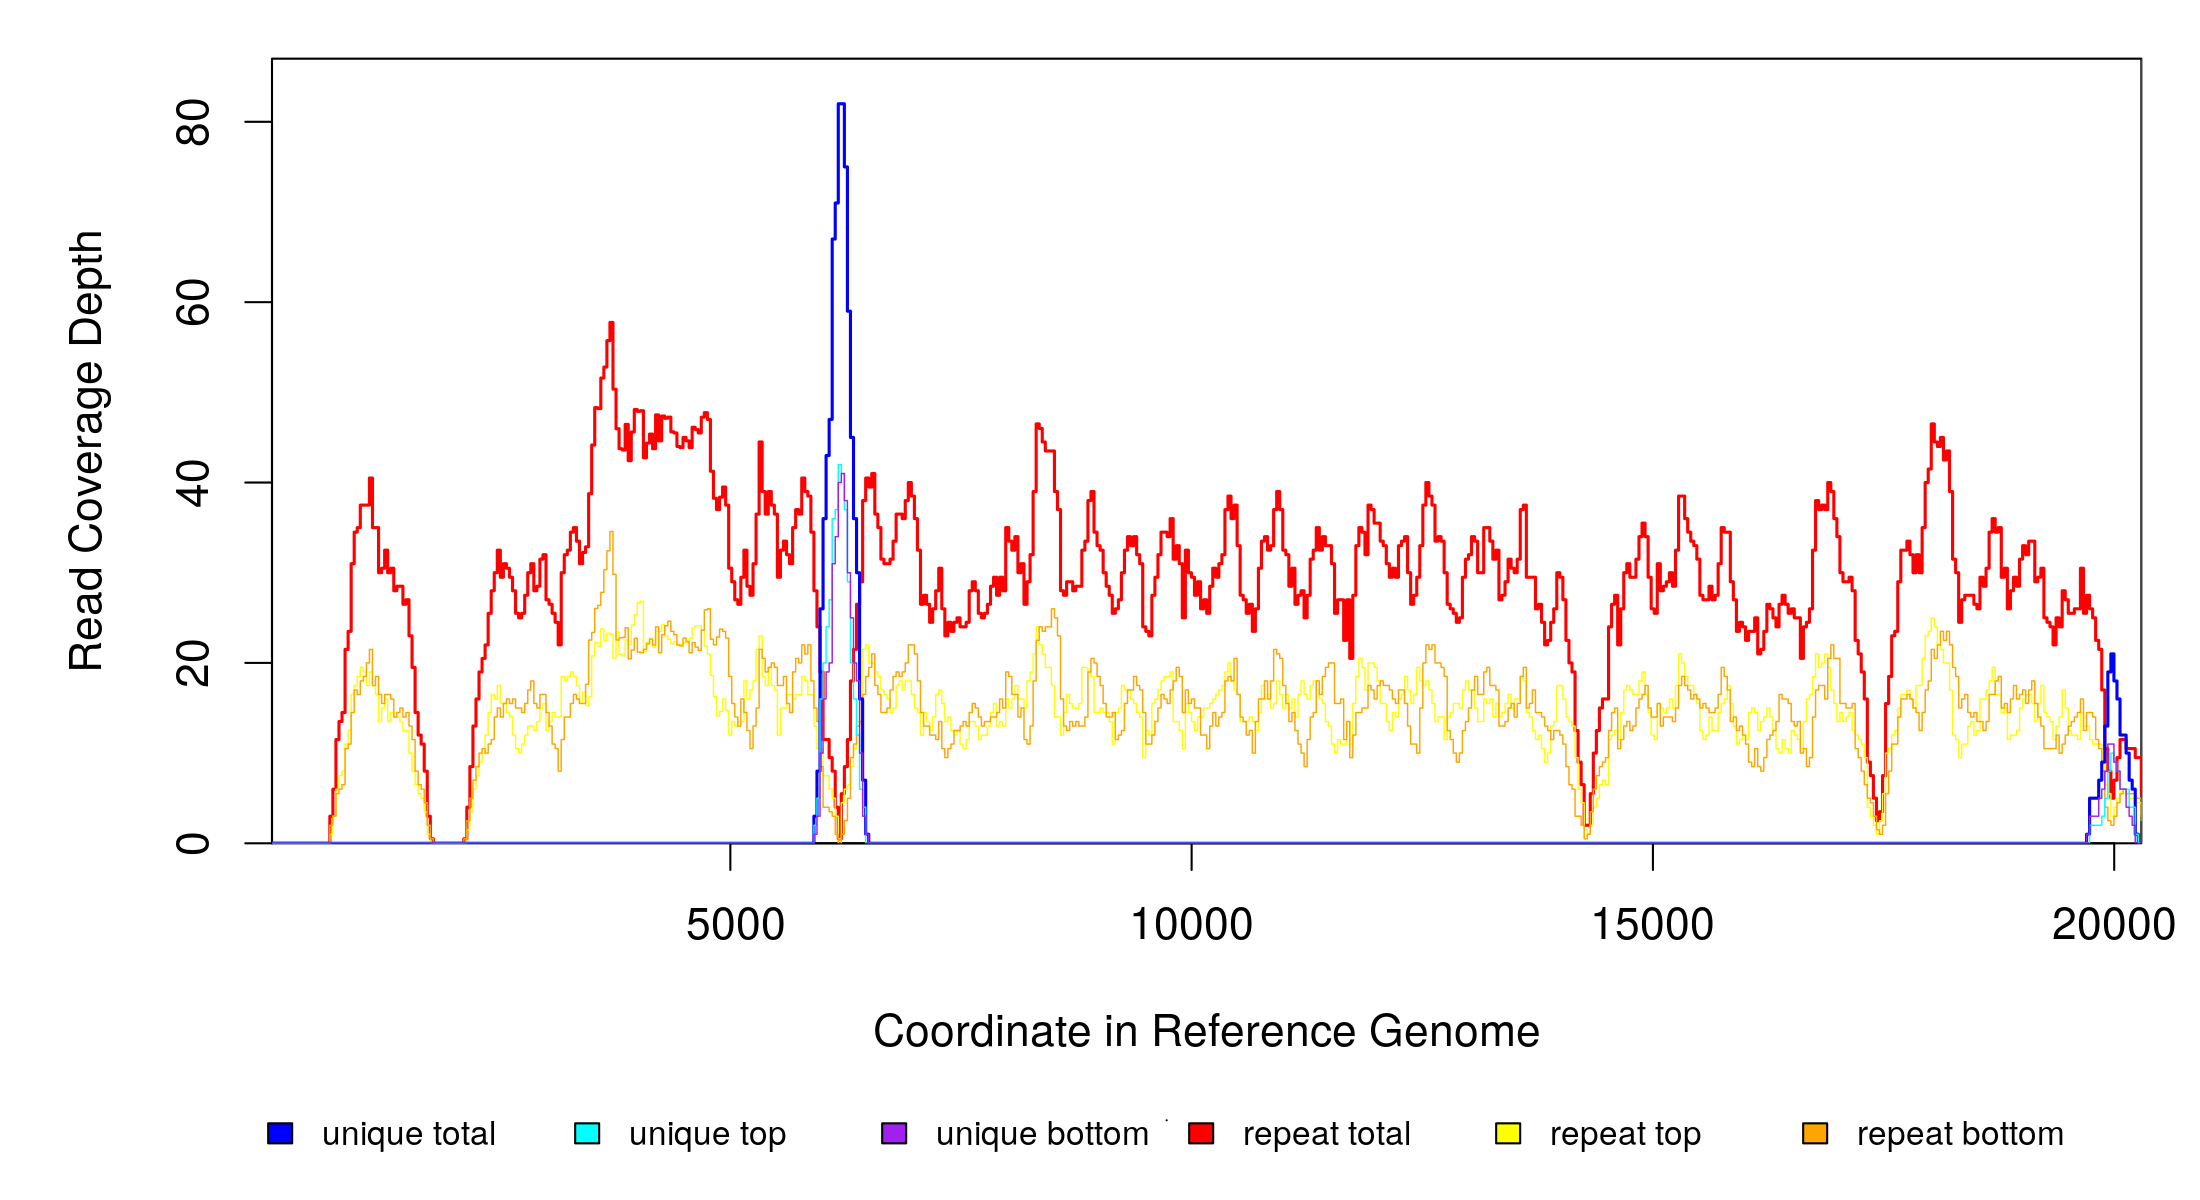 80
60
40
20
0
Read Coverage Depth
5000 10000 15000 20000
Coordinate in Reference Genome
unique total unique top unique bottom repeat total repeat top repeat bottom